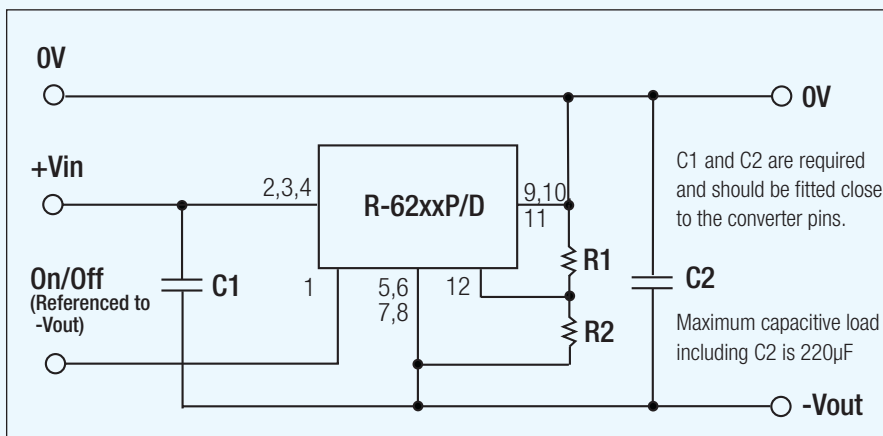 0V
0V
+Vin
2,3,4
R-62xxP/D
9,10
11
C1 and C2 are required
and should be fitted close
to the converter pins.
On/Off
(Referenced to
-Vout)
C1
1
5,6
7,8
12
R1
R2
C2
Maximum capacitive load
including C2 is 220µF
-Vout